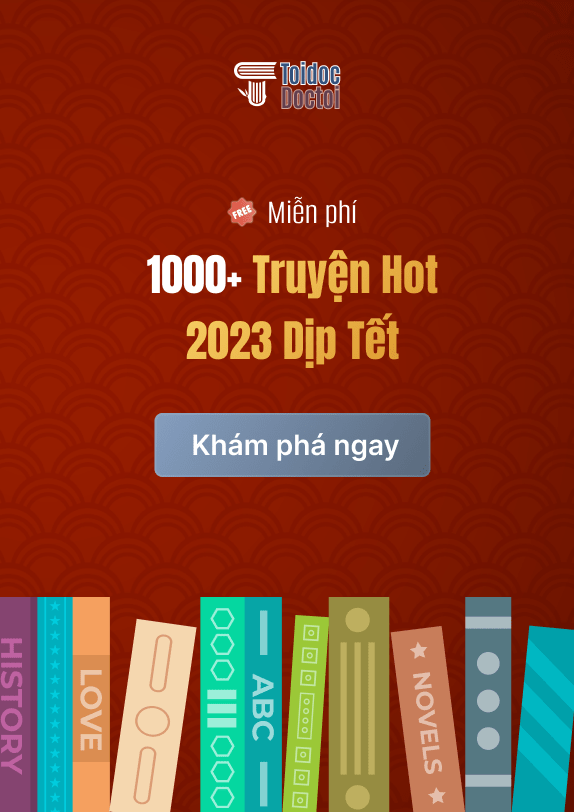 Toidoc
Doctoi
FREE
Miễn phí
1000+ Truyện Hot
2023 Dịp Tết
Khám phá ngay
HISTORY
LOVE
ABC
NOVELS